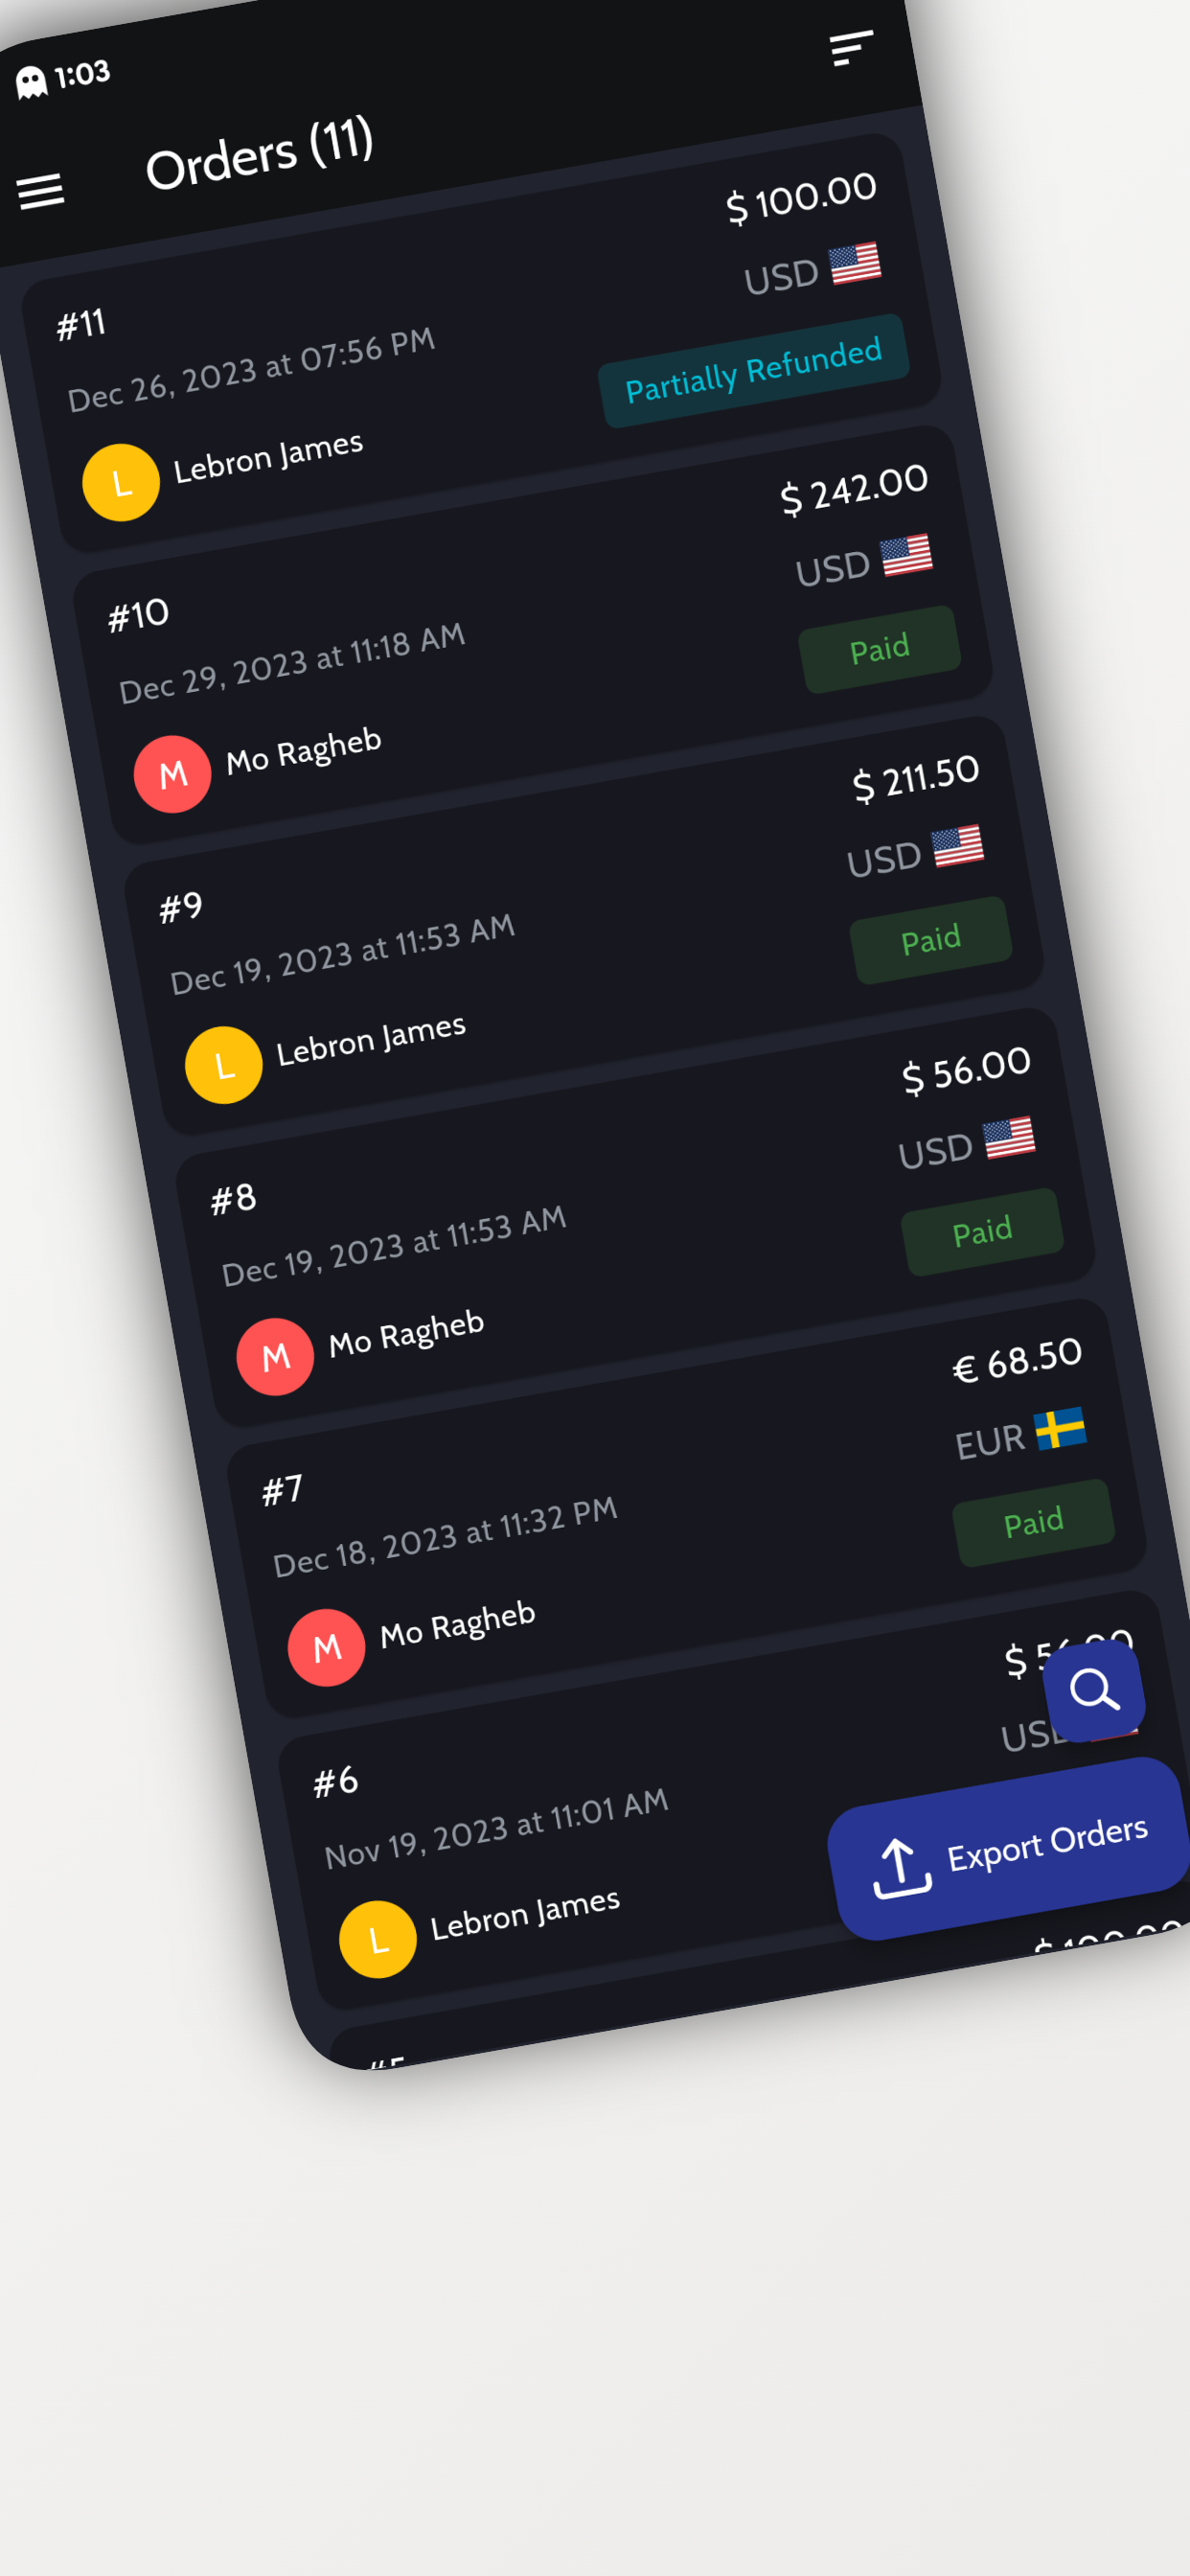 1:03
Orders (11)
#11
$ 100.00
Dec 26, 2023 at 07:56 PM
USD
L Lebron James
Partially Refunded
#10
$ 242.00
Dec 29, 2023 at 11:18 AM
USD
M Mo Ragheb
Paid
#9
$ 211.50
Dec 19, 2023 at 11:53 AM
USD
L Lebron James
Paid
#8
$ 56.00
Dec 19, 2023 at 11:53 AM
USD
M Mo Ragheb
Paid
#7
€ 68.50
Dec 18, 2023 at 11:32 PM
EUR
M Mo Ragheb
Paid
#6
$
Nov 19, 2023 at 11:01 AM
USD
L Lebron James
Export Orders
#5
$ 100.00